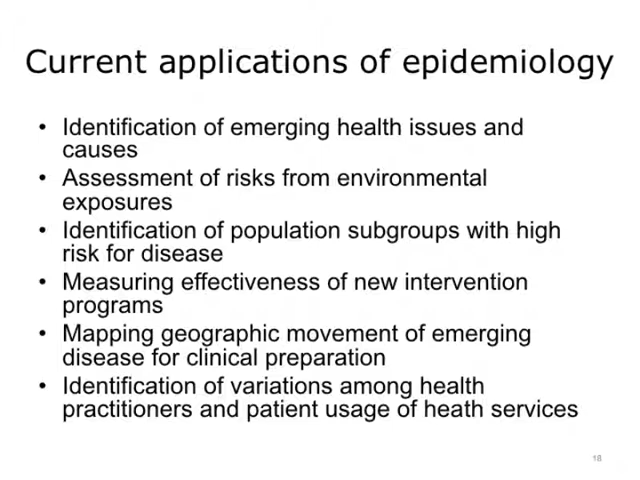 Current applications of epidemiology
• Identification of emerging health issues and
causes
• Assessment of risks from environmental
exposures
• Identification of population subgroups with high
risk for disease
• Measuring effectiveness of new intervention
programs
• Mapping geographic movement of emerging
disease for clinical preparation
• Identification of variations among health
practitioners and patient usage of heath services
18